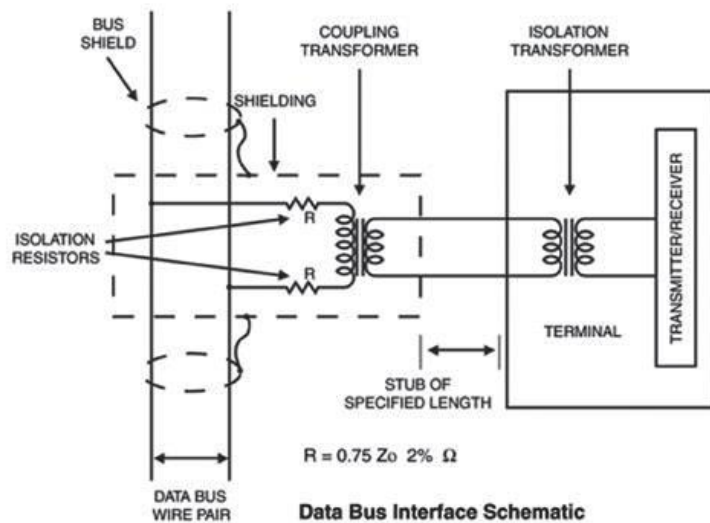 BUS
SHIELD
COUPLING
TRANSFORMER
ISOLATION
TRANSFORMER
SHIELDING
R
ISOLATION
RESISTORS
R
TRANSMITTER/RECEIVER
TERMINAL
STUB OF
SPECIFIED LENGTH
R = 0.75 Zo 2% Ω
DATA BUS
WIRE PAIR
Data Bus Interface Schematic